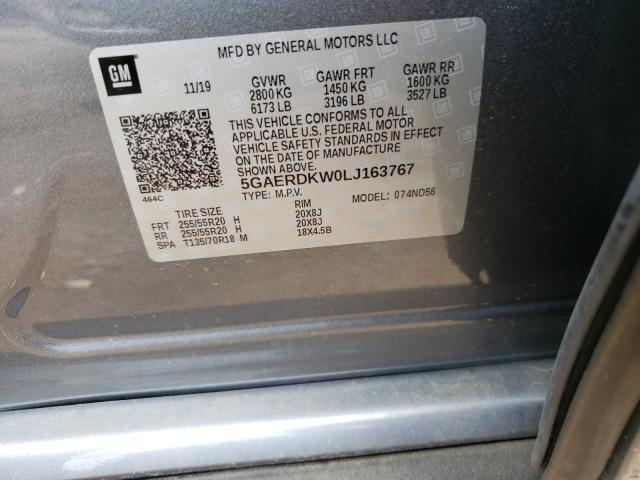 MFD BY GENERAL MOTORS LLC
GM
11/19 GVWR GAWR FRT GAWR RR
2800 KG 1450 KG 1600 KG
6173 LB 3196 LB 3527 LB
THIS VEHICLE CONFORMS TO ALL
APPLICABLE U.S. FEDERAL MOTOR
VEHICLE SAFETY STANDARDS IN EFFECT
ON THE DATE OF MANUFACTURE
SHOWN ABOVE.
5GAERDKW0LJ163767
464C TYPE: M.P.V. MODEL: 074ND56
TIRE SIZE RIM
FRT 255/55R20 H 20X8J
RR 255/55R20 H 20X8J
SPA T135/70R18 M 18X4.5B